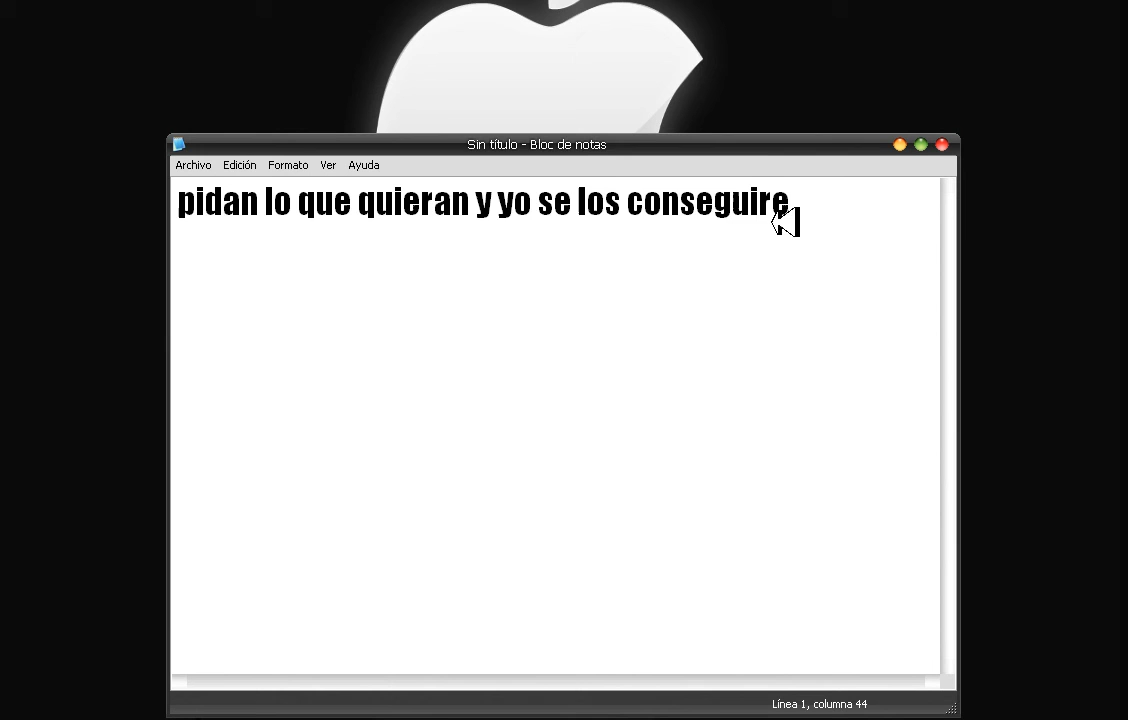 Sin título - Bloc de notas
Archivo Edición Formato Ver Ayuda
pidan lo que quieran y yo se los conseguire
Línea 1, columna 44